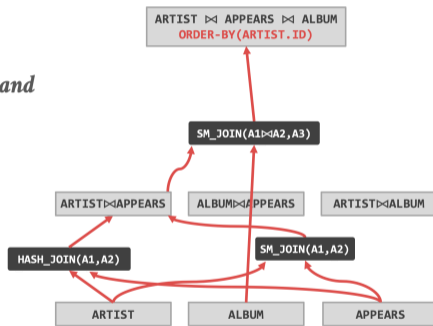 ARTIST ⋈ APPEARS ⋈ ALBUM
ORDER-BY(ARTIST.ID)
and
SM_JOIN(A1⋈A2,A3)
ARTIST⋈APPEARS
ALBUM⋈APPEARS
ARTIST⋈ALBUM
HASH_JOIN(A1,A2)
SM_JOIN(A1,A2)
ARTIST
ALBUM
APPEARS